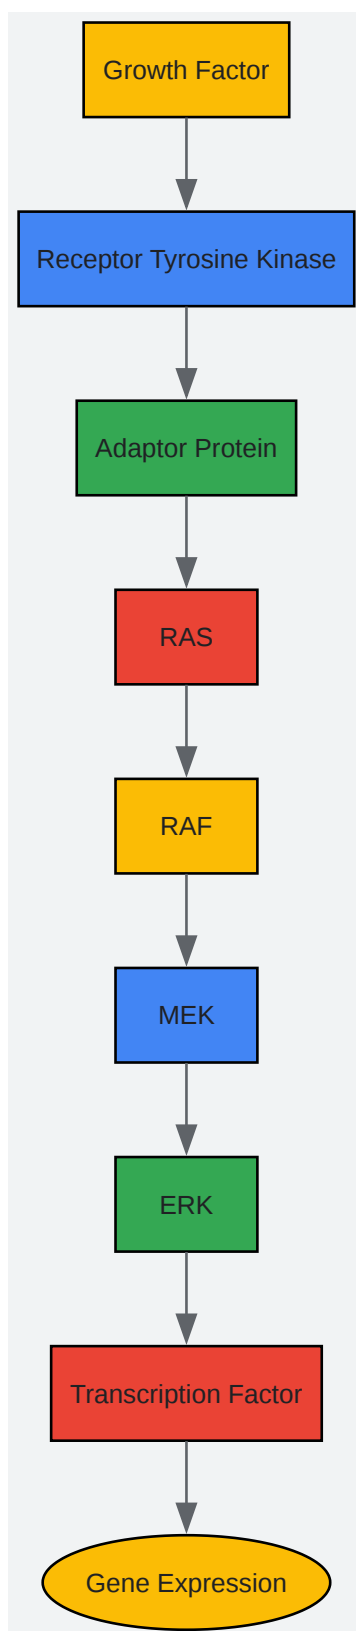 Growth Factor
Receptor Tyrosine Kinase
Adaptor Protein
RAS
RAF
MEK
ERK
Transcription Factor
Gene Expression